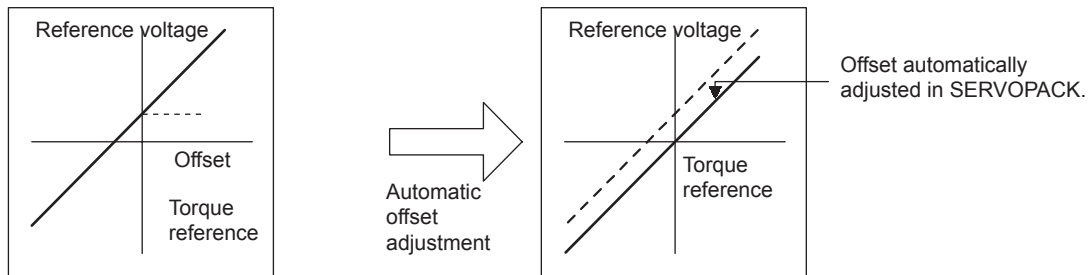 Reference voltage
Offset
Torque
reference
Automatic
offset
adjustment
Reference voltage
Torque
reference
Offset automatically
adjusted in SERVOPACK.